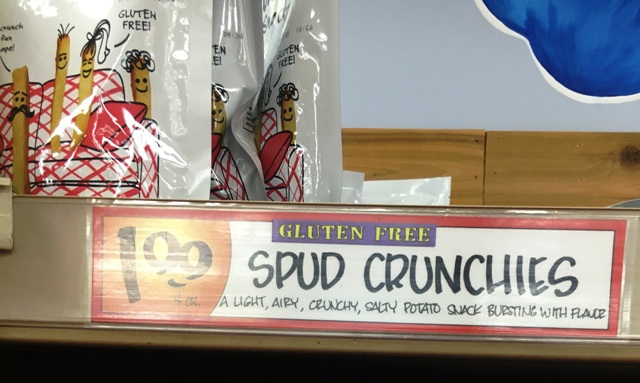 GLUTEN
FREE!
GLUTEN
FREE!
GLUTEN FREE
1.99
4 oz.
SPUD CRUNCHIES
A LIGHT, AIRY, CRUNCHY, SALTY POTATO SNACK BURSTING WITH FLAVOR